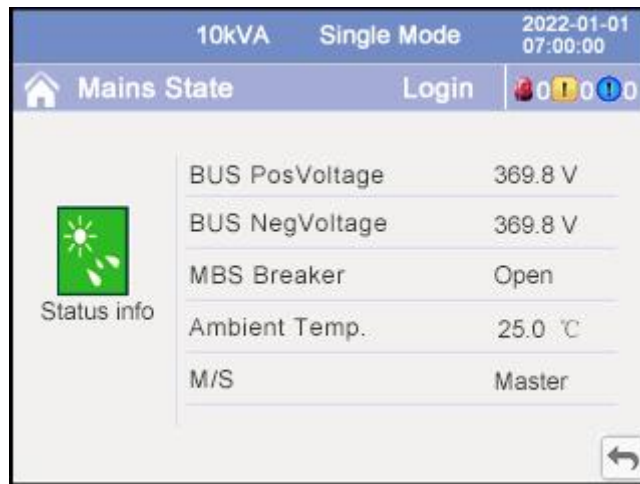 10kVA Single Mode 2022-01-01
07:00:00
Mains State Login 0 ! 0 ! 0
BUS PosVoltage 369.8 V
BUS NegVoltage 369.8 V
MBS Breaker Open
Status info
Ambient Temp. 25.0 ℃
M/S Master